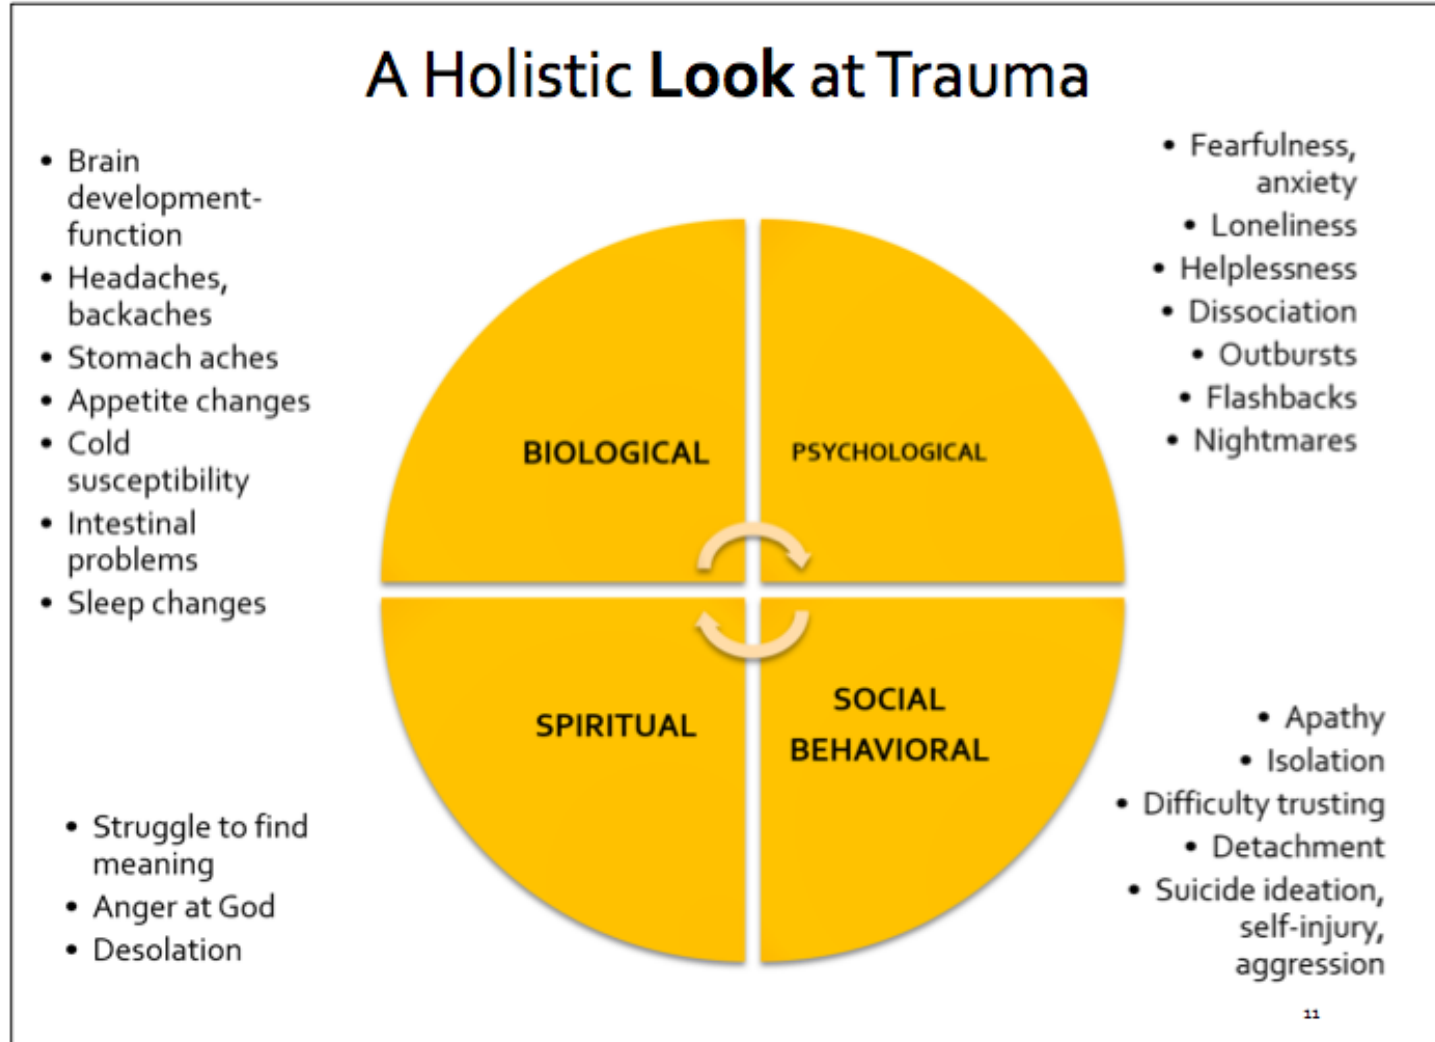 A Holistic Look at Trauma
• Brain
development-
function
• Headaches,
backaches
• Stomach aches
• Appetite changes
• Cold
susceptibility
• Intestinal
problems
• Sleep changes
• Fearfulness,
anxiety
• Loneliness
• Helplessness
• Dissociation
• Outbursts
• Flashbacks
• Nightmares
BIOLOGICAL
PSYCHOLOGICAL
SPIRITUAL
SOCIAL
BEHAVIORAL
• Struggle to find
meaning
• Anger at God
• Desolation
• Apathy
• Isolation
• Difficulty trusting
• Detachment
• Suicide ideation,
self-injury,
aggression
11